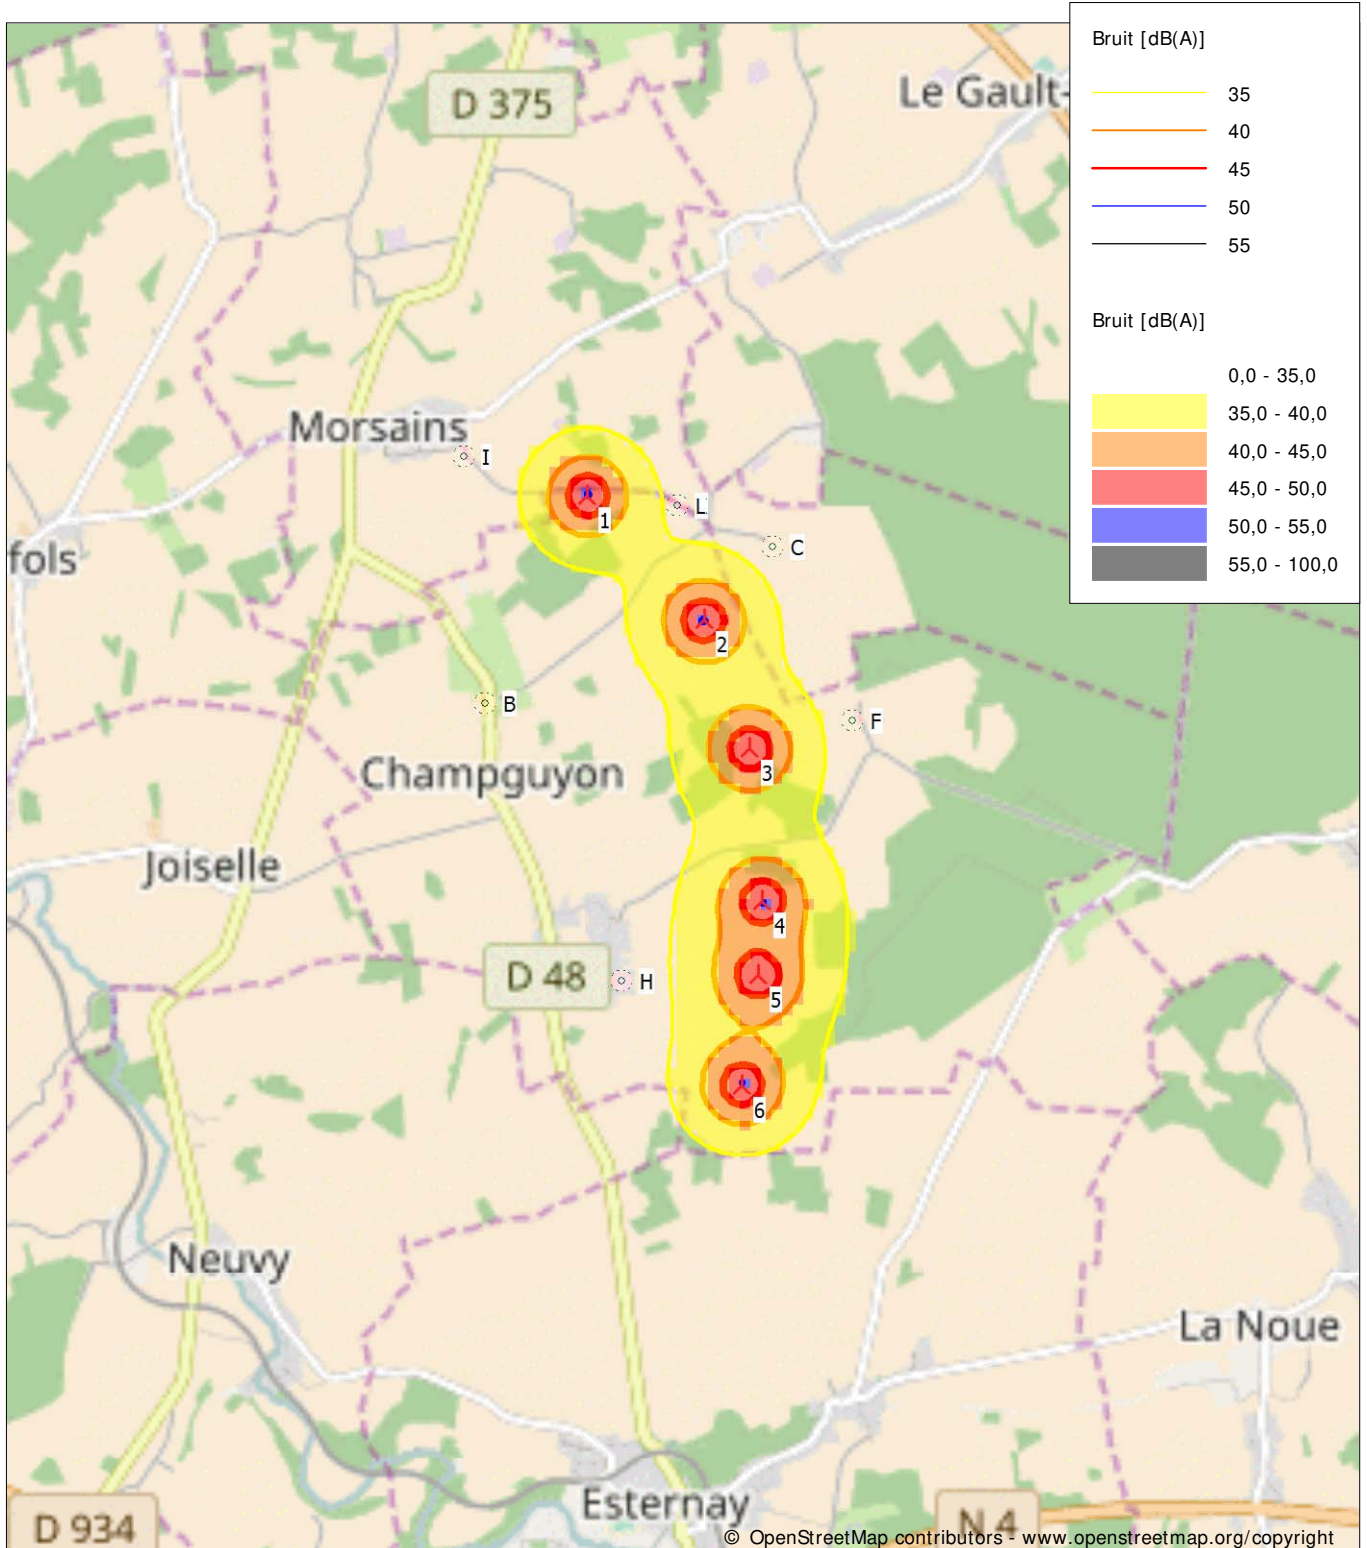 Bruit [dB(A)]
35
40
45
50
55
Bruit [dB(A)]
0,0 - 35,0
35,0 - 40,0
40,0 - 45,0
45,0 - 50,0
50,0 - 55,0
55,0 - 100,0
Le Gault-
D 375
Morsains
I
1
L
C
fols
2
B
F
3
Champguyon
Joiselle
4
D 48
H
5
6
Neuvy
La Noue
Esternay
N 4
D 934
© OpenStreetMap contributors - www.openstreetmap.org/copyright